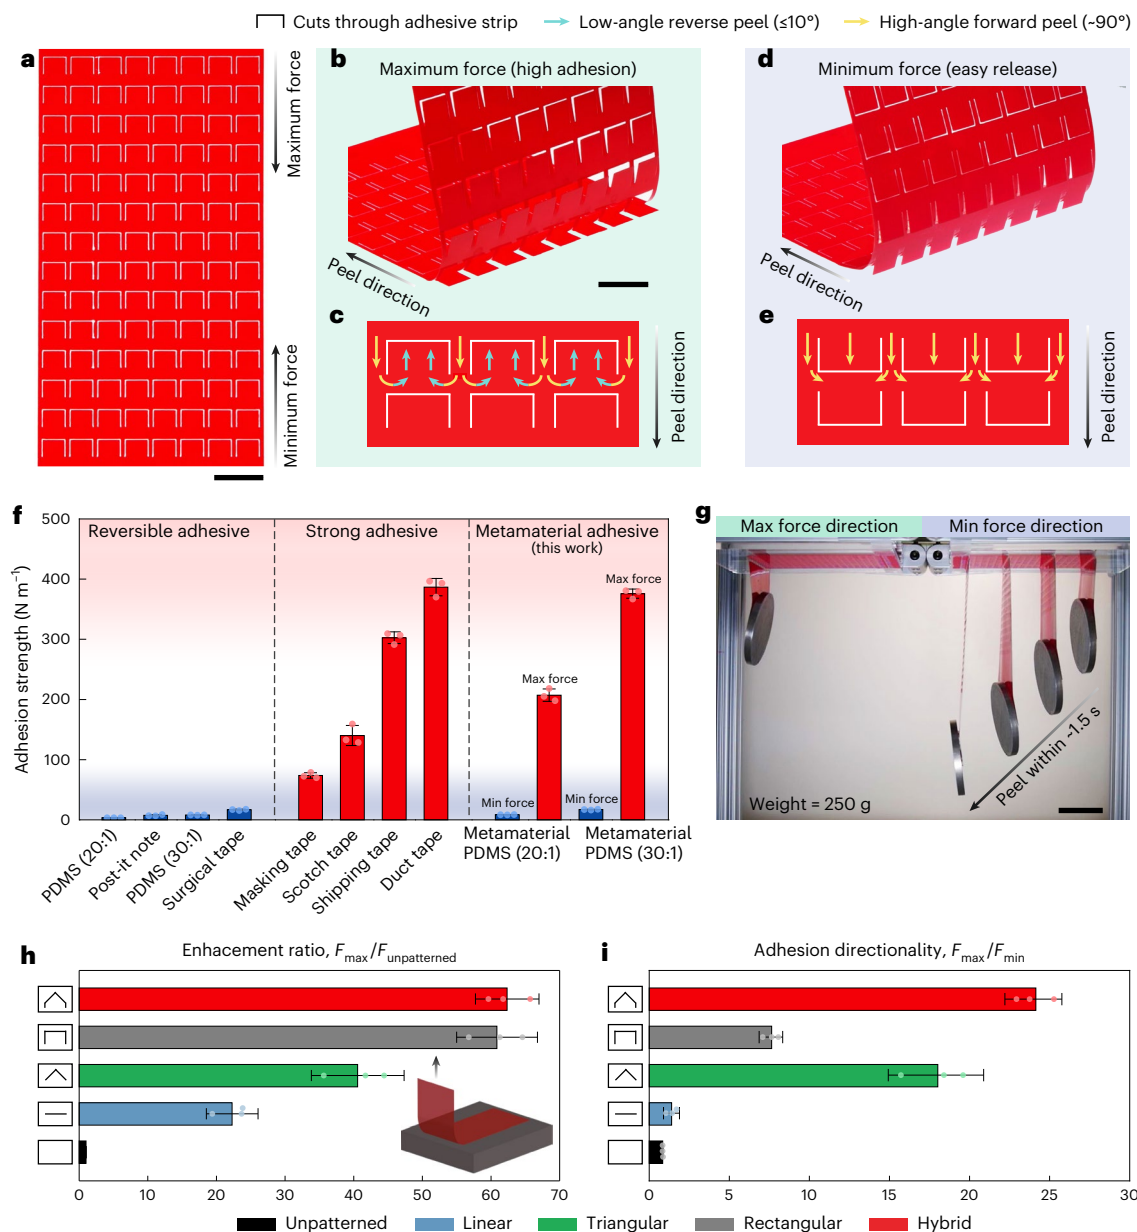 Cuts through adhesive strip
Low-angle reverse peel (≤10°)
High-angle forward peel (~90°)
a
Maximum force
Minimum force
b
Maximum force (high adhesion)
Peel direction
c
Peel direction
d
Minimum force (easy release)
Peel direction
e
Peel direction
f
Adhesion strength (N m⁻¹)
500
400
300
200
100
0
Reversible adhesive
Strong adhesive
Metamaterial adhesive
(this work)
Max force
Max force
Min force
Min force
PDMS (20:1)
Post-it note
PDMS (30:1)
Surgical tape
Masking tape
Scotch tape
Shipping tape
Duct tape
Metamaterial
PDMS (20:1)
Metamaterial
PDMS (30:1)
g
Max force direction
Min force direction
Peel within ~1.5 s
Weight = 250 g
h
Enhacement ratio, Fmax/Funpatterned
0 10 20 30 40 50 60 70
i
Adhesion directionality, Fmax/Fmin
0 5 10 15 20 25 30
Unpatterned
Linear
Triangular
Rectangular
Hybrid